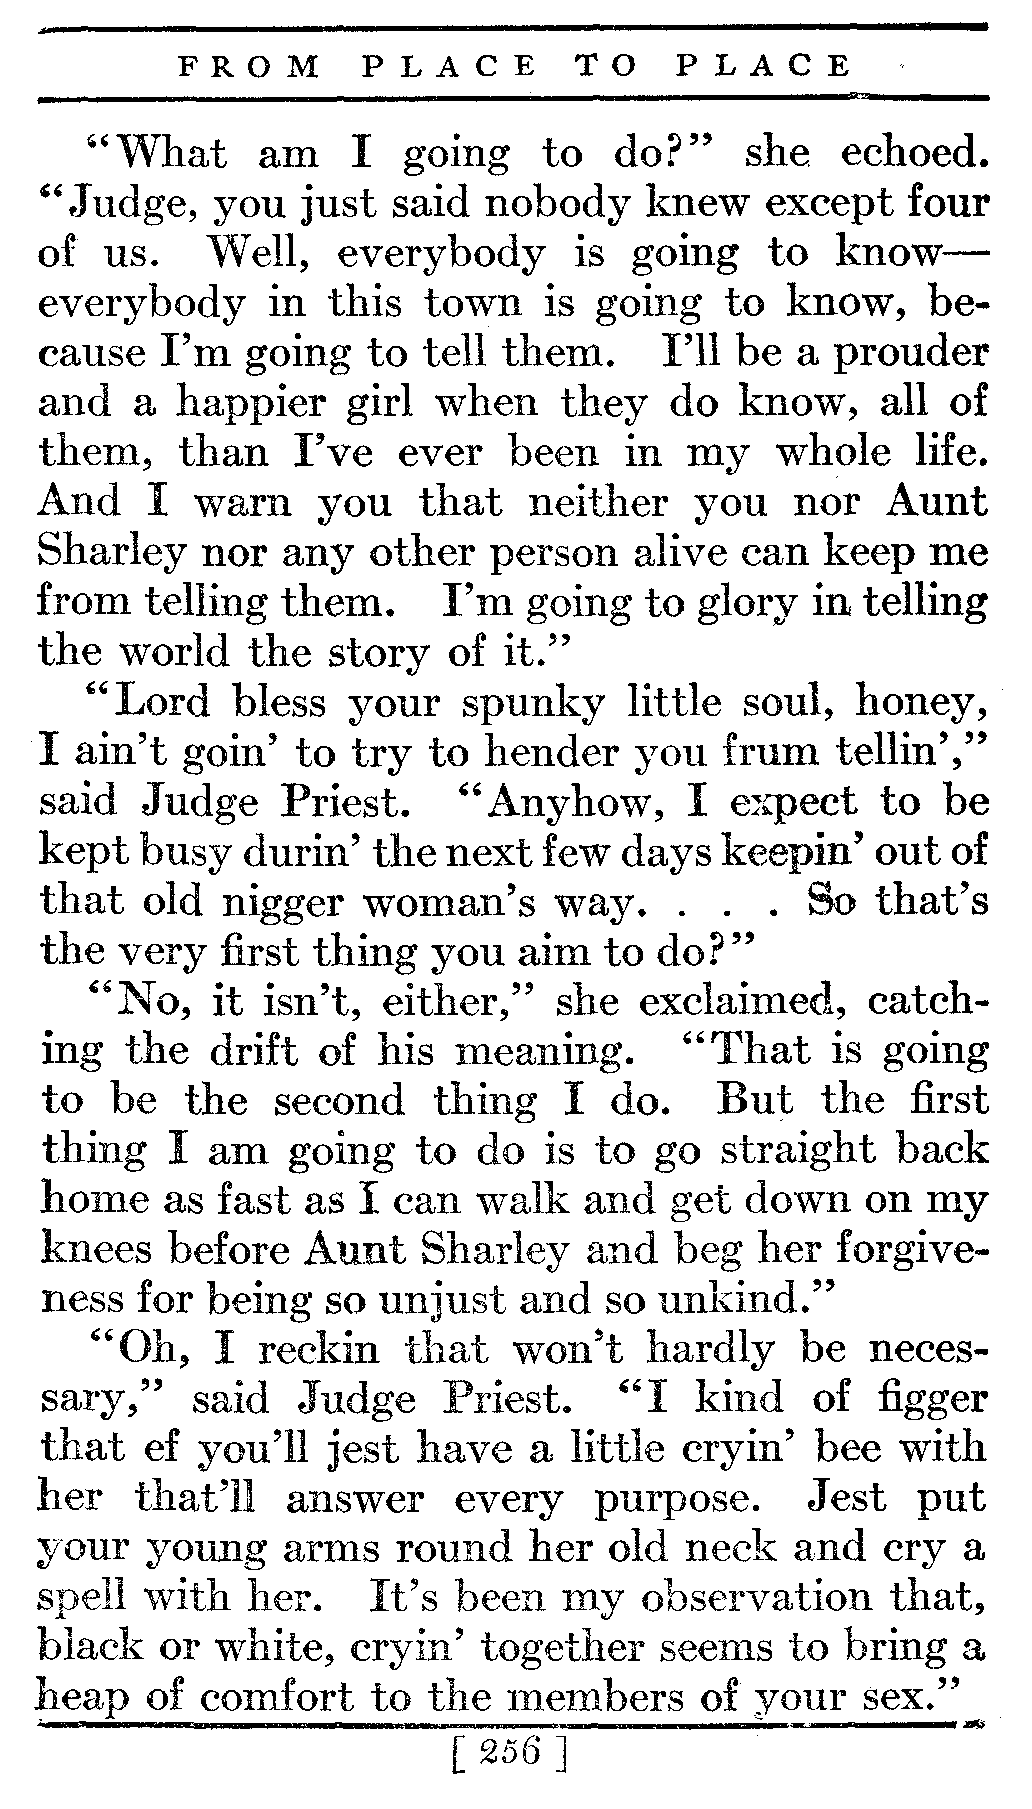 FROM PLACE TO PLACE
“What am I going to do?” she echoed.
“Judge, you just said nobody knew except four
of us. Well, everybody is going to know—
everybody in this town is going to know, be-
cause I’m going to tell them. I’ll be a prouder
and a happier girl when they do know, all of
them, than I’ve ever been in my whole life.
And I warn you that neither you nor Aunt
Sharley nor any other person alive can keep me
from telling them. I’m going to glory in telling
the world the story of it.”
“Lord bless your spunky little soul, honey,
I ain’t goin’ to try to hender you frum tellin’,”
said Judge Priest. “Anyhow, I expect to be
kept busy durin’ the next few days keepin’ out of
that old nigger woman’s way. . . . So that’s
the very first thing you aim to do?”
“No, it isn’t, either,” she exclaimed, catch-
ing the drift of his meaning. “That is going
to be the second thing I do. But the first
thing I am going to do is to go straight back
home as fast as I can walk and get down on my
knees before Aunt Sharley and beg her forgive-
ness for being so unjust and so unkind.”
“Oh, I reckin that won’t hardly be neces-
sary,” said Judge Priest. “I kind of figger
that ef you’ll jest have a little cryin’ bee with
her that’ll answer every purpose. Jest put
your young arms round her old neck and cry a
spell with her. It’s been my observation that,
black or white, cryin’ together seems to bring a
heap of comfort to the members of your sex.”
[ 256 ]